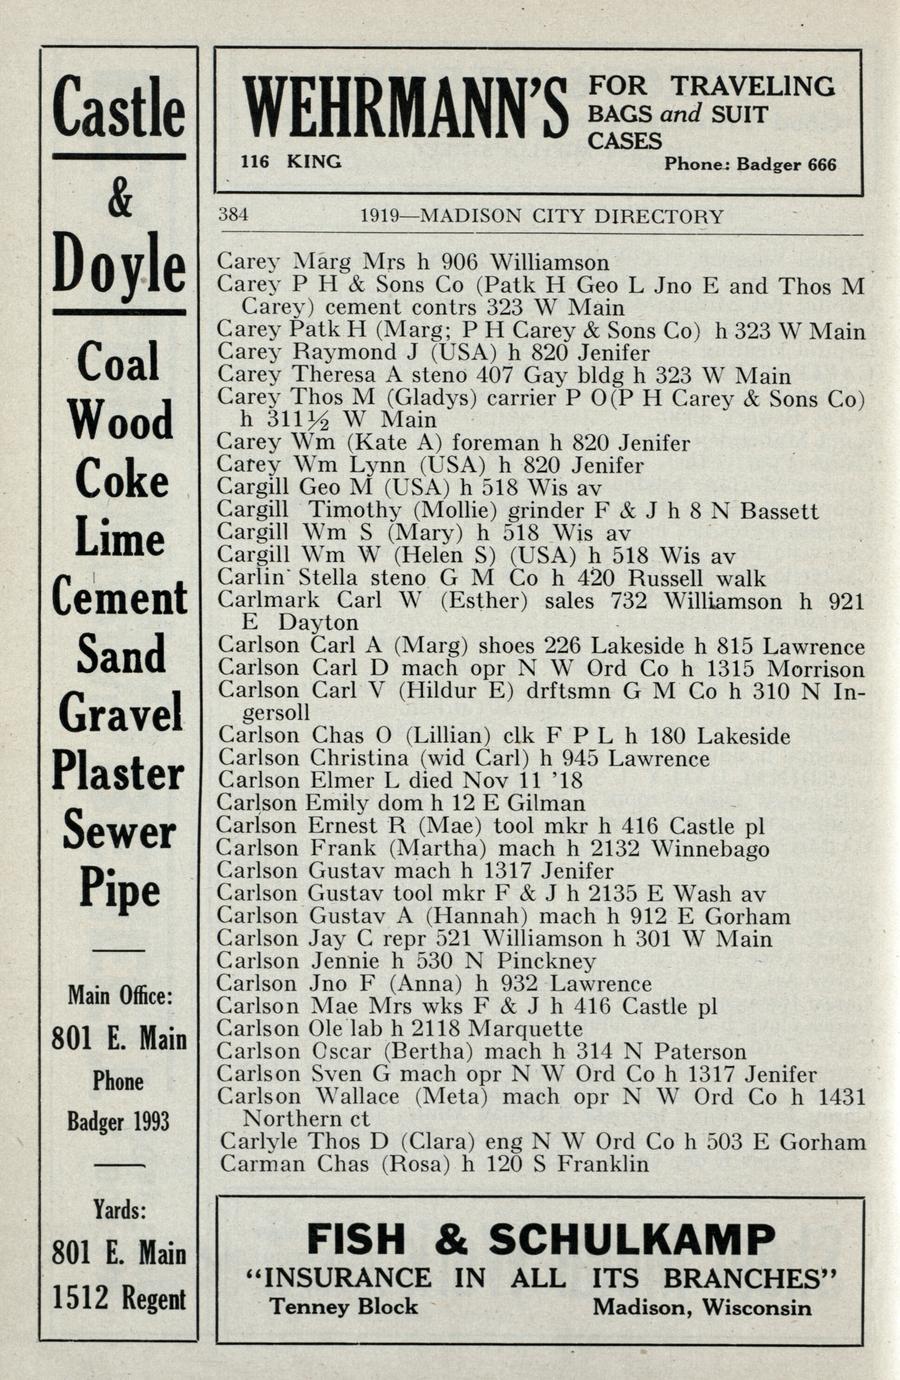 Castle
&
Doyle
Coal
Wood
Coke
Lime
Cement
Sand
Gravel
Plaster
Sewer
Pipe
Main Office:
801 E. Main
Phone
Badger 1993
Yards:
801 E. Main
1512 Regent
WEHRMANN'S
FOR TRAVELING
BAGS and SUIT
CASES
116 KING
Phone: Badger 666
384 1919—MADISON CITY DIRECTORY
Carey Marg Mrs h 906 Williamson
Carey P H & Sons Co (Patk H Geo L Jno E and Thos M
Carey) cement contrs 323 W Main
Carey Patk H (Marg; P H Carey & Sons Co) h 323 W Main
Carey Raymond J (USA) h 820 Jenifer
Carey Theresa A steno 407 Gay bldg h 323 W Main
Carey Thos M (Gladys) carrier P O(P H Carey & Sons Co)
h 311½ W Main
Carey Wm (Kate A) foreman h 820 Jenifer
Carey Wm Lynn (USA) h 820 Jenifer
Cargill Geo M (USA) h 518 Wis av
Cargill Timothy (Mollie) grinder F & J h 8 N Bassett
Cargill Wm S (Mary) h 518 Wis av
Cargill Wm W (Helen S) (USA) h 518 Wis av
Carlin Stella steno G M Co h 420 Russell walk
Carlmark Carl W (Esther) sales 732 Williamson h 921
E Dayton
Carlson Carl A (Marg) shoes 226 Lakeside h 815 Lawrence
Carlson Carl D mach opr N W Ord Co h 1315 Morrison
Carlson Carl V (Hildur E) drftsmn G M Co h 310 N In-
gersoll
Carlson Chas O (Lillian) clk F P L h 180 Lakeside
Carlson Christina (wid Carl) h 945 Lawrence
Carlson Elmer L died Nov 11 '18
Carlson Emily dom h 12 E Gilman
Carlson Ernest R (Mae) tool mkr h 416 Castle pl
Carlson Frank (Martha) mach h 2132 Winnebago
Carlson Gustav mach h 1317 Jenifer
Carlson Gustav tool mkr F & J h 2135 E Wash av
Carlson Gustav A (Hannah) mach h 912 E Gorham
Carlson Jay C repr 521 Williamson h 301 W Main
Carlson Jennie h 530 N Pinckney
Carlson Jno F (Anna) h 932 Lawrence
Carlson Mae Mrs wks F & J h 416 Castle pl
Carlson Ole lab h 2118 Marquette
Carlson Oscar (Bertha) mach h 314 N Paterson
Carlson Sven G mach opr N W Ord Co h 1317 Jenifer
Carlson Wallace (Meta) mach opr N W Ord Co h 1431
Northern ct
Carlyle Thos D (Clara) eng N W Ord Co h 503 E Gorham
Carman Chas (Rosa) h 120 S Franklin
FISH & SCHULKAMP
"INSURANCE IN ALL ITS BRANCHES"
Tenney Block Madison, Wisconsin